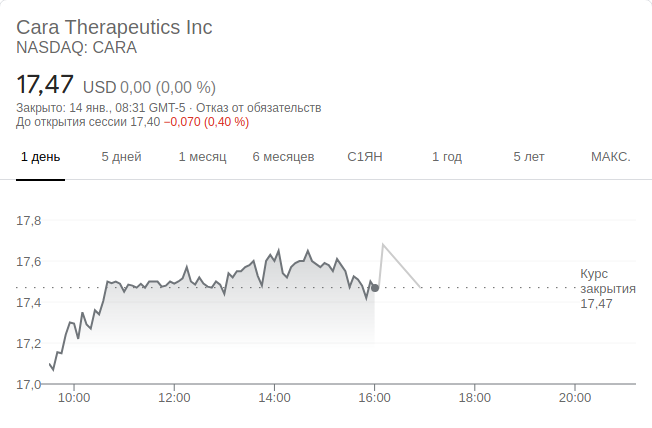 Cara Therapeutics Inc
NASDAQ: CARA
17,47 USD 0,00 (0,00 %)
Закрыто: 14 янв., 08:31 GMT-5 · Отказ от обязательств
До открытия сессии 17,40 −0,070 (0,40 %)
1 день 5 дней 1 месяц 6 месяцев С1ЯН 1 год 5 лет МАКС.
17,8
17,6
Курс
закрытия
17,47
17,4
17,2
17,0
10:00 12:00 14:00 16:00 18:00 20:00